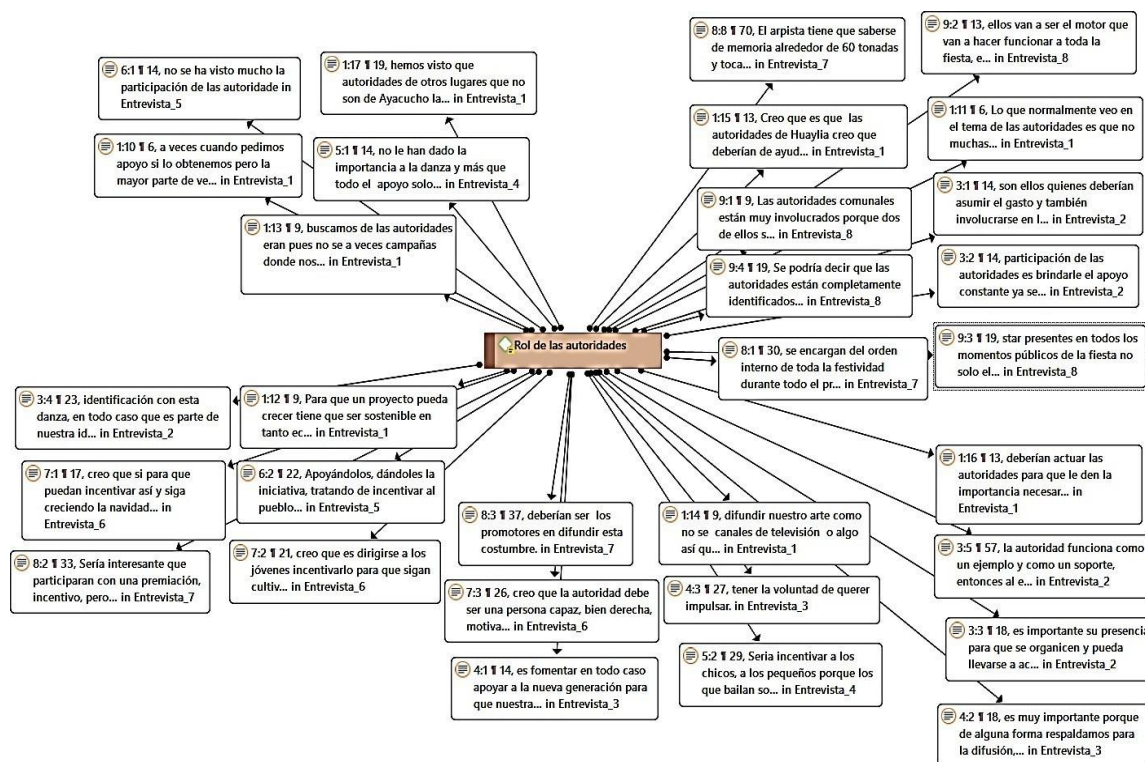 6:1 ¶ 14, no se ha visto mucho la
participación de las autoridade in
Entrevista_5
1:17 ¶ 19, hemos visto que
autoridades de otros lugares que no
son de Ayacucho la... in Entrevista_1
1:10 ¶ 6, a veces cuando pedimos
apoyo si lo obtenemos pero la
mayor parte de ve... in Entrevista_1
5:1 ¶ 14, no le han dado la
importancia a la danza y más que
todo el apoyo solo... in Entrevista_4
1:13 ¶ 9, buscamos de las autoridades
eran pues no se a veces campañas
donde nos... in Entrevista_1
8:8 ¶ 70, El arpista tiene que saberse
de memoria alrededor de 60 tonadas
y toca... in Entrevista_7
9:2 ¶ 13, ellos van a ser el motor que
van a hacer funcionar a toda la
fiesta, e... in Entrevista_8
1:15 ¶ 13, Creo que es que las
autoridades de Huaylia creo que
deberían de ayud... in Entrevista_1
1:11 ¶ 6, Lo que normalmente veo en
el tema de las autoridades es que no
muchas... in Entrevista_1
9:1 ¶ 9, Las autoridades comunales
están muy involucrados porque dos
de ellos s... in Entrevista_8
3:1 ¶ 14, son ellos quienes deberían
asumir el gasto y también
involucrarse en l... in Entrevista_2
9:4 ¶ 19, Se podría decir que las
autoridades están completamente
identificados... in Entrevista_8
3:2 ¶ 14, participación de las
autoridades es brindarle el apoyo
constante ya se... in Entrevista_2
Rol de las autoridades
8:1 ¶ 30, se encargan del orden
interno de toda la festividad
durante todo el pr... in Entrevista_7
9:3 ¶ 19, star presentes en todos los
momentos públicos de la fiesta no
solo el... in Entrevista_8
3:4 ¶ 23, identificación con esta
danza, en todo caso que es parte de
nuestra id... in Entrevista_2
1:12 ¶ 9, Para que un proyecto pueda
crecer tiene que ser sostenible en
tanto ec... in Entrevista_1
7:1 ¶ 17, creo que si para que
puedan incentivar así y siga
creciendo la navidad... in
Entrevista_6
6:2 ¶ 22, Apoyándolos, dándoles la
iniciativa, tratando de incentivar al
pueblo... in Entrevista_5
8:2 ¶ 33, Sería interesante que
participaran con una premiación,
incentivo, pero... in Entrevista_7
7:2 ¶ 21, creo que es dirigirse a los
jóvenes incentivarlo para que sigan
cultiv... in Entrevista_6
8:3 ¶ 37, deberían ser los
promotores en difundir esta
costumbre. in Entrevista_7
7:3 ¶ 26, creo que la autoridad debe
ser una persona capaz, bien derecha,
motiva... in Entrevista_6
4:1 ¶ 14, es fomentar en todo caso
apoyar a la nueva generación para
que nuestra... in Entrevista_3
1:14 ¶ 9, difundir nuestro arte como
no se canales de televisión o algo
así qu... in Entrevista_1
4:3 ¶ 27, tener la voluntad de querer
impulsar. in Entrevista_3
5:2 ¶ 29, Seria incentivar a los
chicos, a los pequeños porque los
que bailan so... in Entrevista_4
1:16 ¶ 13, deberían actuar las
autoridades para que le den la
importancia necesar... in
Entrevista_1
3:5 ¶ 57, la autoridad funciona como
un ejemplo y como un soporte,
entonces al e... in Entrevista_2
3:3 ¶ 18, es importante su presencia
para que se organicen y pueda
llevarse a ac... in Entrevista_2
4:2 ¶ 18, es muy importante porque
de alguna forma respaldamos para
la difusión,... in Entrevista_3